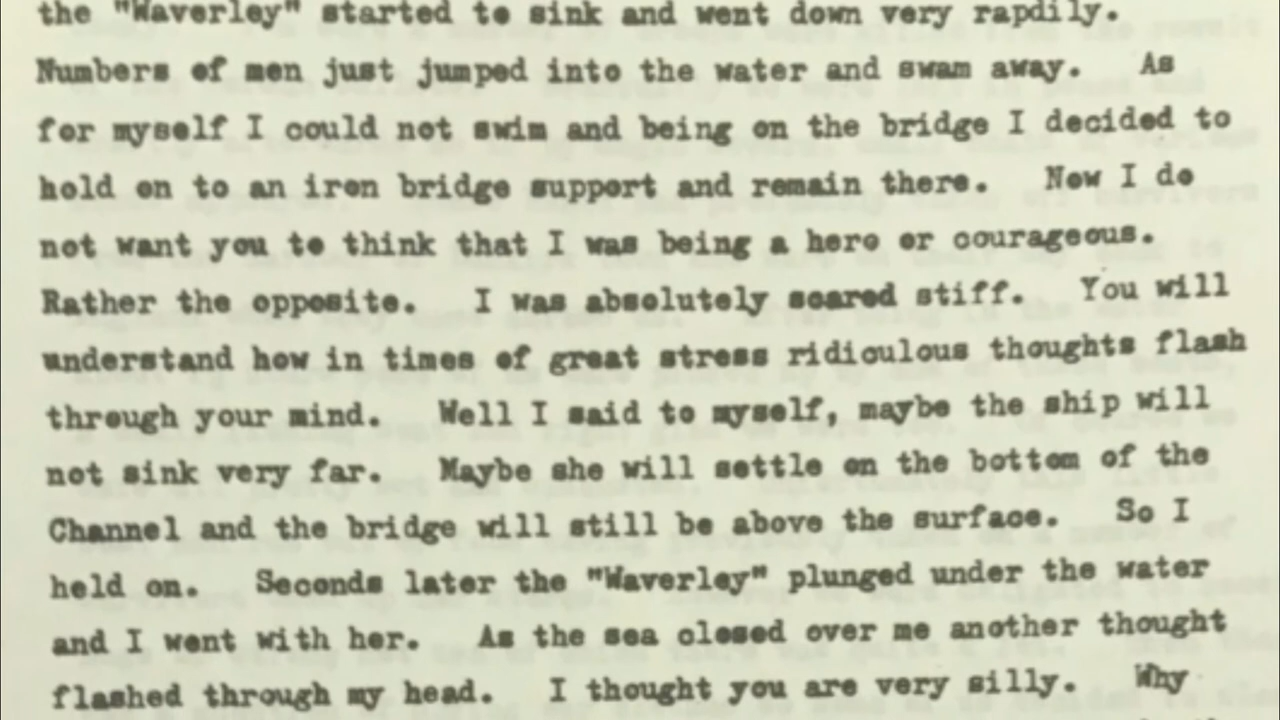 the "Waverley" started to sink and went down very rapdily.
Numbers of men just jumped into the water and swam away. As
for myself I could not swim and being on the bridge I decided to
hold on to an iron bridge support and remain there. Now I do
not want you to think that I was being a hero or courageous.
Rather the opposite. I was absolutely scared stiff. You will
understand how in times of great stress ridiculous thoughts flash
through your mind. Well I said to myself, maybe the ship will
not sink very far. Maybe she will settle on the bottom of the
Channel and the bridge will still be above the surface. So I
held on. Seconds later the "Waverley" plunged under the water
and I went with her. As the sea closed over me another thought
flashed through my head. I thought you are very silly. Why